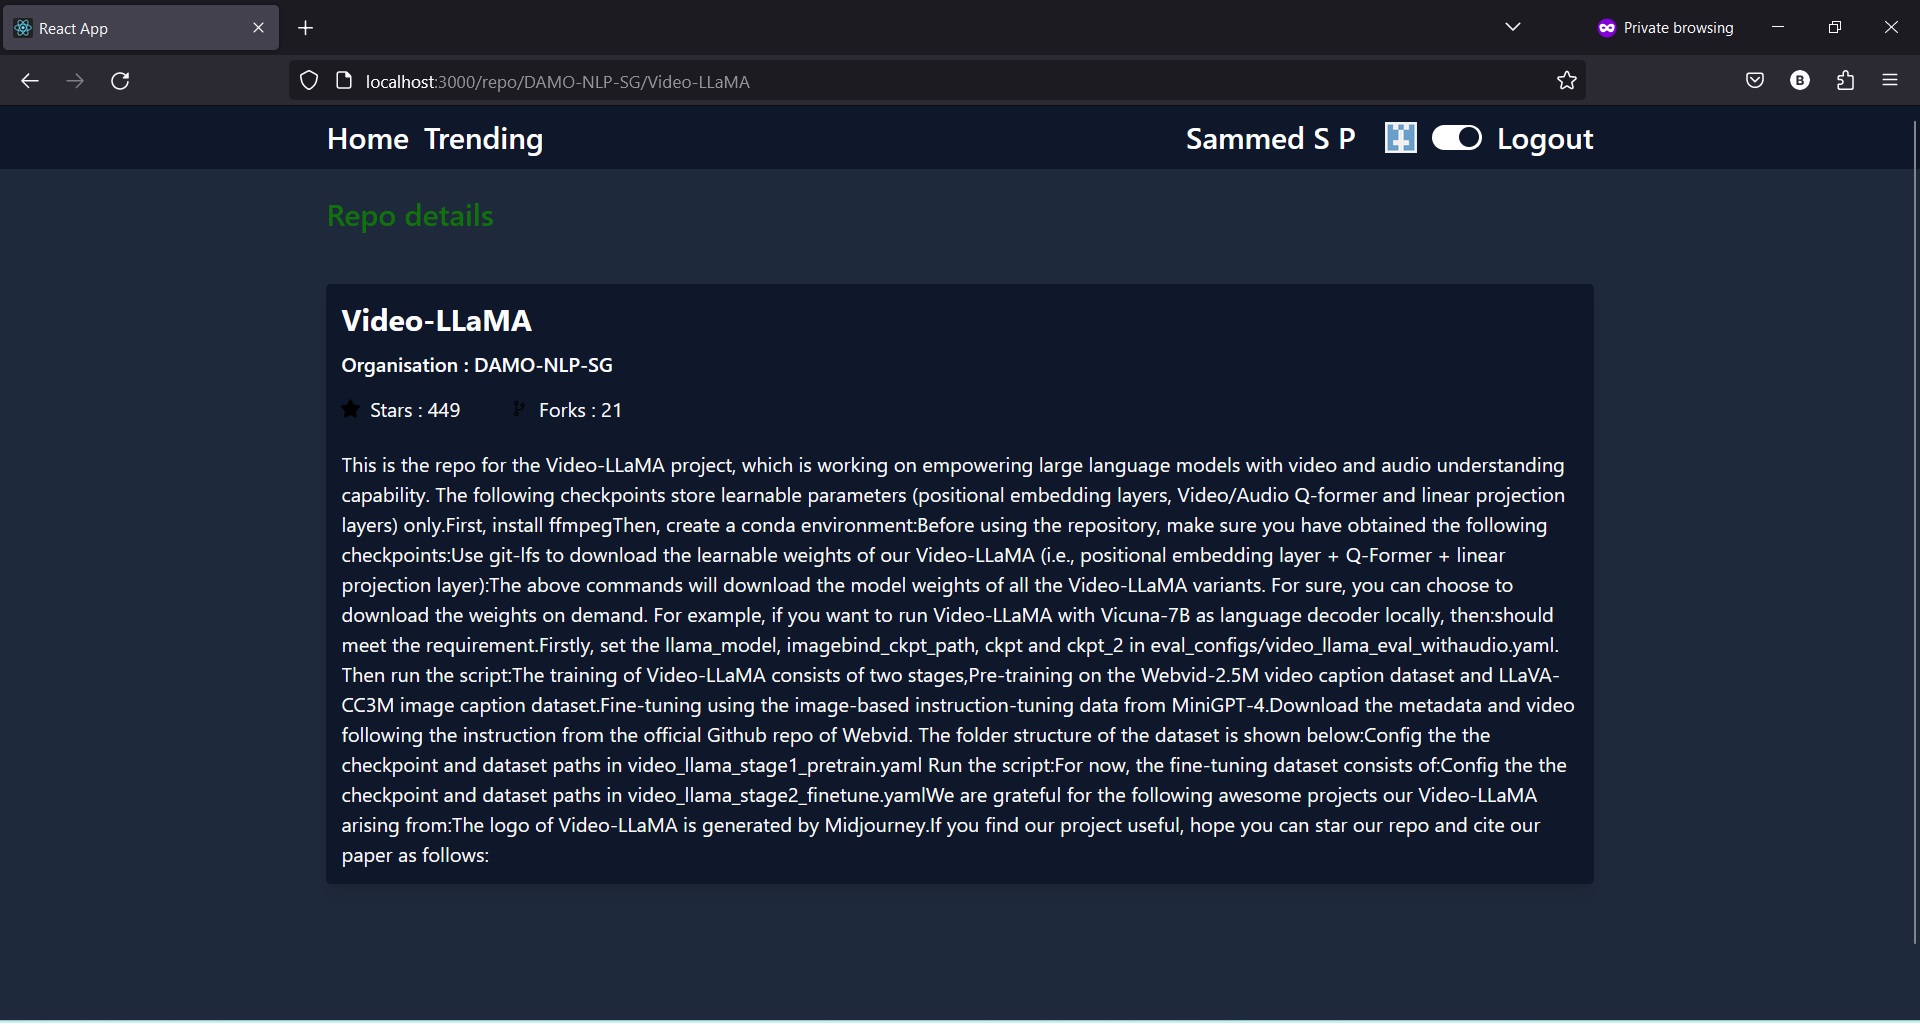 React App
Private browsing
localhost:3000/repo/DAMO-NLP-SG/Video-LLaMA
B
Home Trending
Sammed S P
Logout
Repo details
Video-LLaMA
Organisation : DAMO-NLP-SG
Stars : 449
Forks : 21
This is the repo for the Video-LLaMA project, which is working on empowering large language models with video and audio understanding
capability. The following checkpoints store learnable parameters (positional embedding layers, Video/Audio Q-former and linear projection
layers) only.First, install ffmpegThen, create a conda environment:Before using the repository, make sure you have obtained the following
checkpoints:Use git-lfs to download the learnable weights of our Video-LLaMA (i.e., positional embedding layer + Q-Former + linear
projection layer):The above commands will download the model weights of all the Video-LLaMA variants. For sure, you can choose to
download the weights on demand. For example, if you want to run Video-LLaMA with Vicuna-7B as language decoder locally, then:should
meet the requirement.Firstly, set the llama_model, imagebind_ckpt_path, ckpt and ckpt_2 in eval_configs/video_llama_eval_withaudio.yaml.
Then run the script:The training of Video-LLaMA consists of two stages,Pre-training on the Webvid-2.5M video caption dataset and LLaVA-
CC3M image caption dataset.Fine-tuning using the image-based instruction-tuning data from MiniGPT-4.Download the metadata and video
following the instruction from the official Github repo of Webvid. The folder structure of the dataset is shown below:Config the the
checkpoint and dataset paths in video_llama_stage1_pretrain.yaml Run the script:For now, the fine-tuning dataset consists of:Config the the
checkpoint and dataset paths in video_llama_stage2_finetune.yamlWe are grateful for the following awesome projects our Video-LLaMA
arising from:The logo of Video-LLaMA is generated by Midjourney.If you find our project useful, hope you can star our repo and cite our
paper as follows: